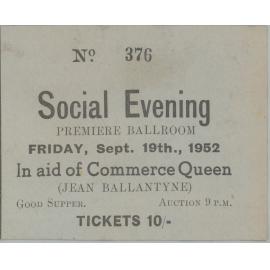 No. 376
Social Evening
PREMIERE BALLROOM
FRIDAY, Sept. 19th., 1952
In aid of Commerce Queen
(JEAN BALLANTYNE)
GOOD SUPPER. AUCTION 9 P.M.
TICKETS 10/-